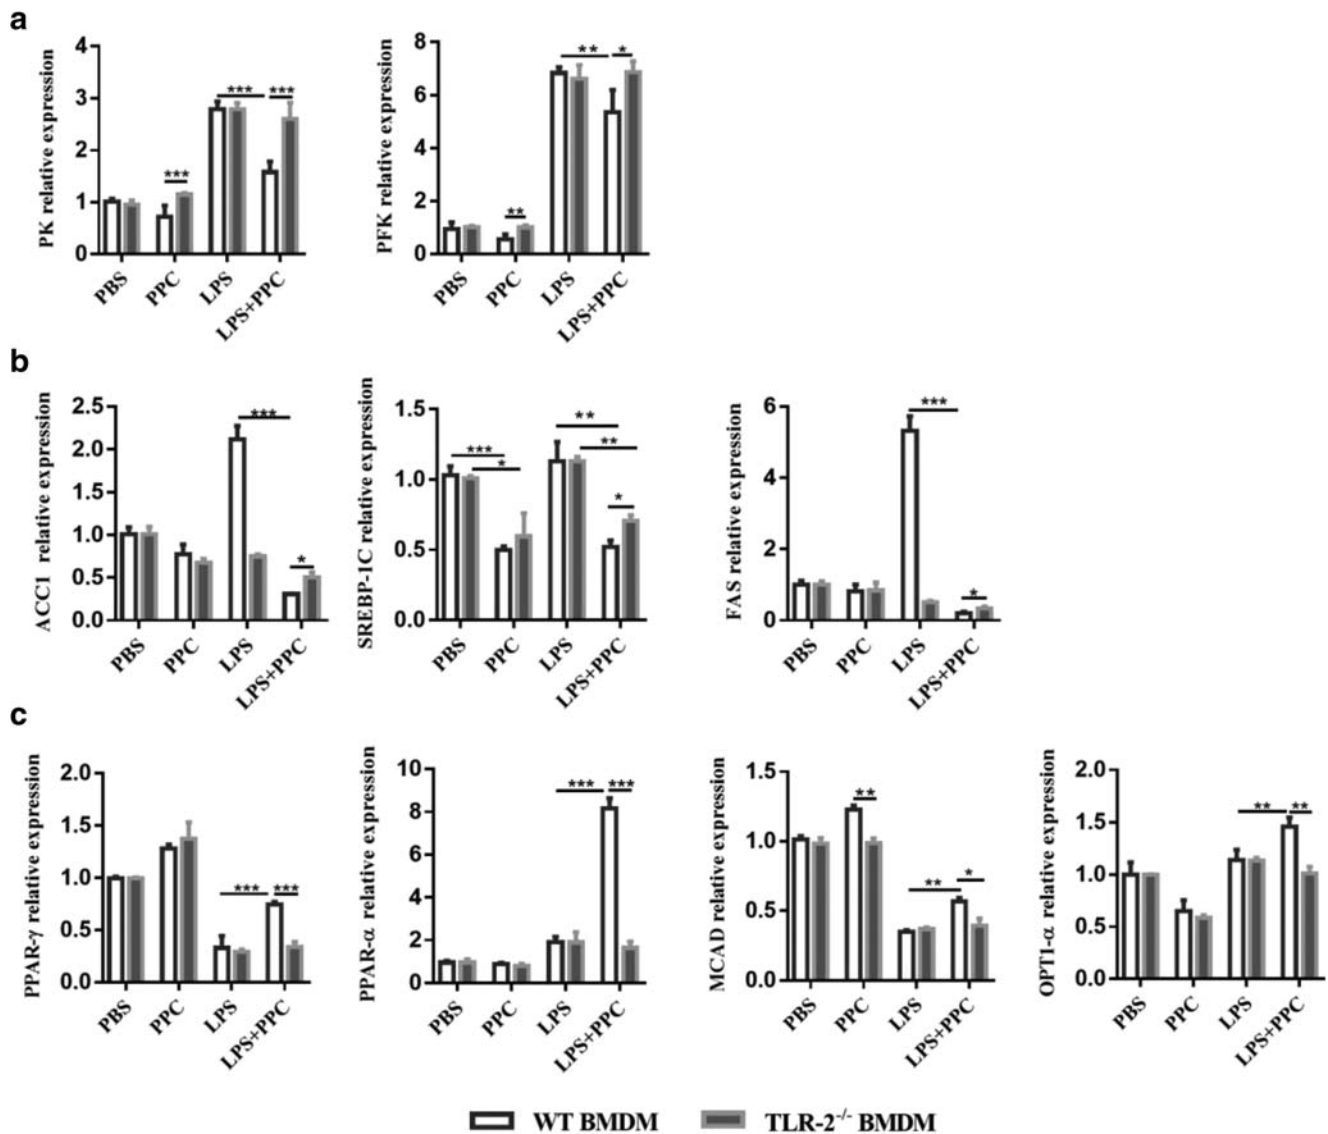 a
PK relative expression
4
3
2
1
0
***
***
***
PBS
PPC
LPS
LPS+PPC
PFK relative expression
8
6
4
2
0
**
**
*
PBS
PPC
LPS
LPS+PPC
b
ACC1 relative expression
2.5
2.0
1.5
1.0
0.5
0.0
***
*
PBS
PPC
LPS
LPS+PPC
SREBP-1C relative expression
1.5
1.0
0.5
0.0
***
*
**
**
*
PBS
PPC
LPS
LPS+PPC
FAS relative expression
6
4
2
0
***
*
PBS
PPC
LPS
LPS+PPC
c
PPAR-γ relative expression
2.0
1.5
1.0
0.5
0.0
***
***
PBS
PPC
LPS
LPS+PPC
PPAR-α relative expression
10
8
6
4
2
0
***
***
PBS
PPC
LPS
LPS+PPC
MCAD relative expression
1.5
1.0
0.5
0.0
**
**
*
PBS
PPC
LPS
LPS+PPC
OPT1-α relative expression
2.0
1.5
1.0
0.5
0.0
**
**
PBS
PPC
LPS
LPS+PPC
WT BMDM
TLR-2-/- BMDM